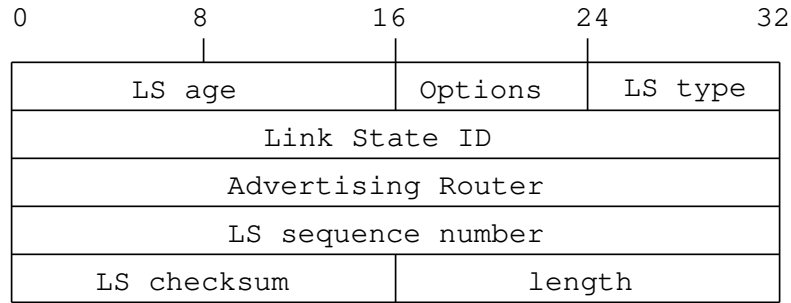 0 8 16 24 32
LS age Options LS type
Link State ID
Advertising Router
LS sequence number
LS checksum length